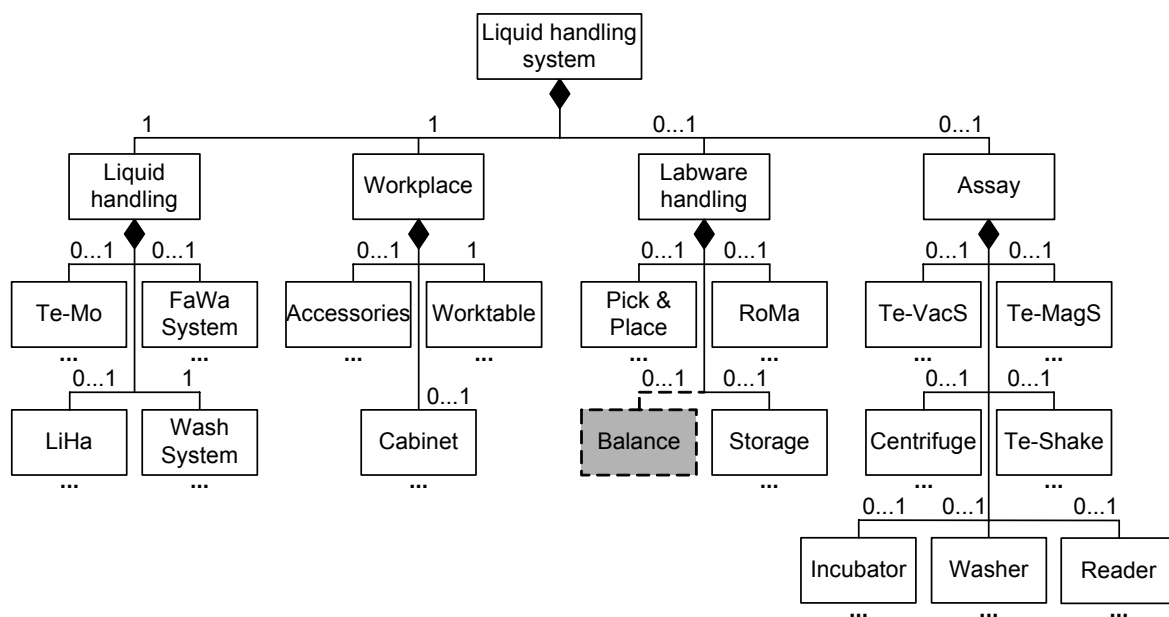 Liquid handling
system
1
1
0...1
0...1
Liquid
handling
Workplace
Labware
handling
Assay
0...1
0...1
0...1
1
0...1
0...1
0...1
0...1
Te-Mo
FaWa
System
Accessories
Worktable
Pick &
Place
RoMa
Te-VacS
Te-MagS
...
...
...
...
...
...
...
...
0...1
1
0...1
0...1
0...1
0...1
LiHa
Wash
System
Cabinet
Balance
Storage
Centrifuge
Te-Shake
...
...
...
...
...
...
0...1
0...1
0...1
Incubator
Washer
Reader
...
...
...